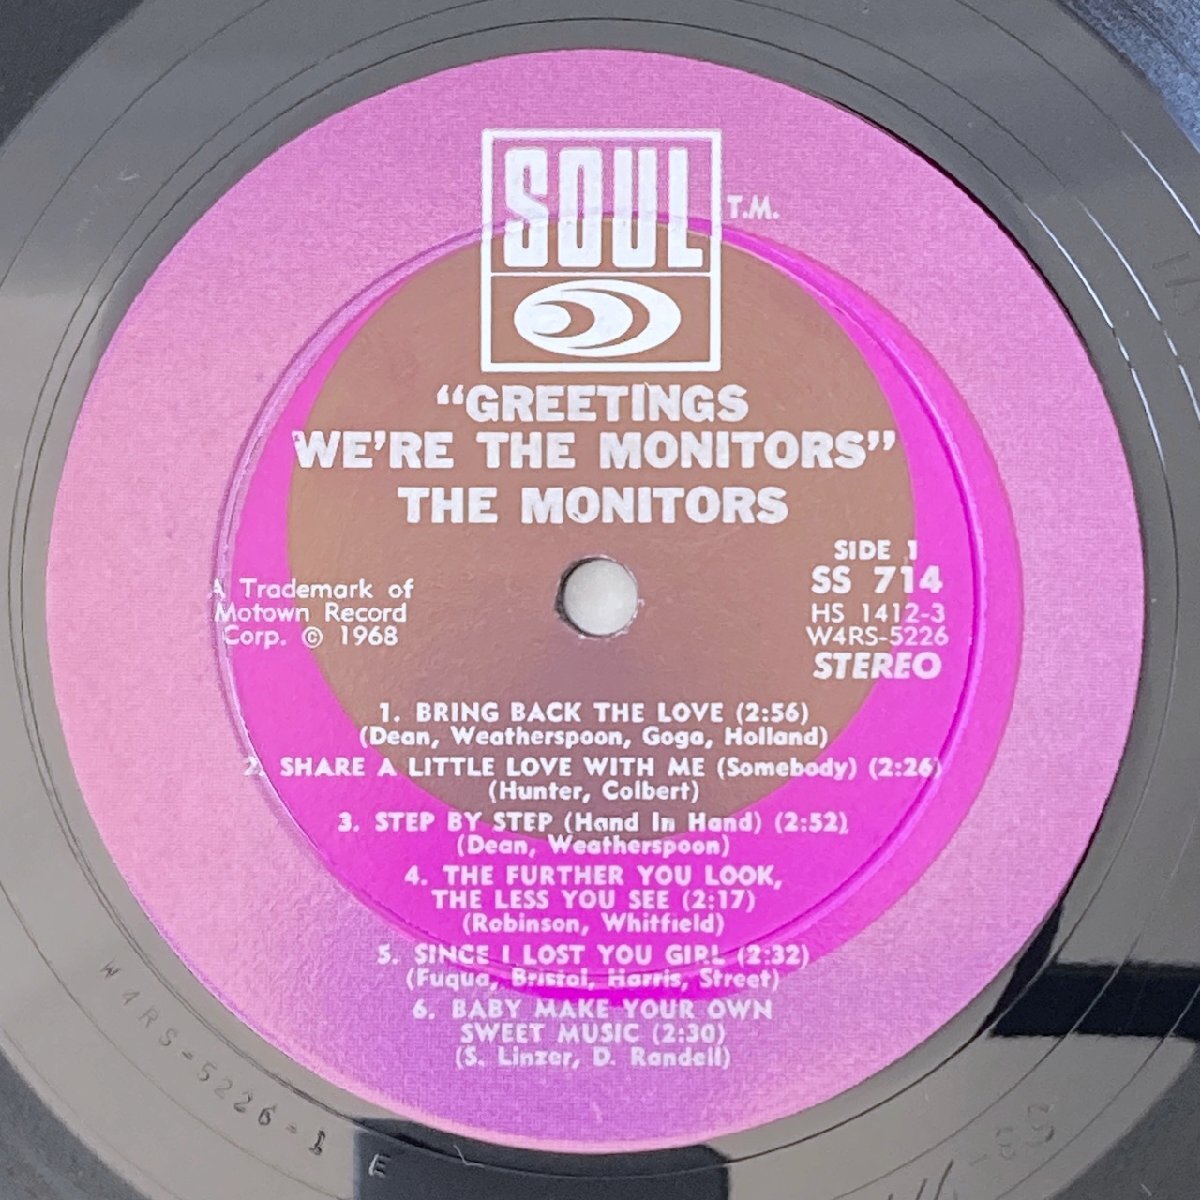 SOUL
T.M.
"GREETINGS
WE'RE THE MONITORS"
THE MONITORS
A Trademark of
Motown Record
Corp. © 1968
SIDE 1
SS 714
HS 1412-3
W4RS-5226
STEREO
1. BRING BACK THE LOVE (2:56)
(Dean, Weatherspoon, Goga, Holland)
2. SHARE A LITTLE LOVE WITH ME (Somebody) (2:26)
(Hunter, Colbert)
3. STEP BY STEP (Hand In Hand) (2:52)
(Dean, Weatherspoon)
4. THE FURTHER YOU LOOK,
THE LESS YOU SEE (2:17)
(Robinson, Whitfield)
5. SINCE I LOST YOU GIRL (2:32)
(Fuqua, Bristol, Harris, Street)
6. BABY MAKE YOUR OWN
SWEET MUSIC (2:30)
(S. Linzer, D. Randell)
W4RS-5226-1 E